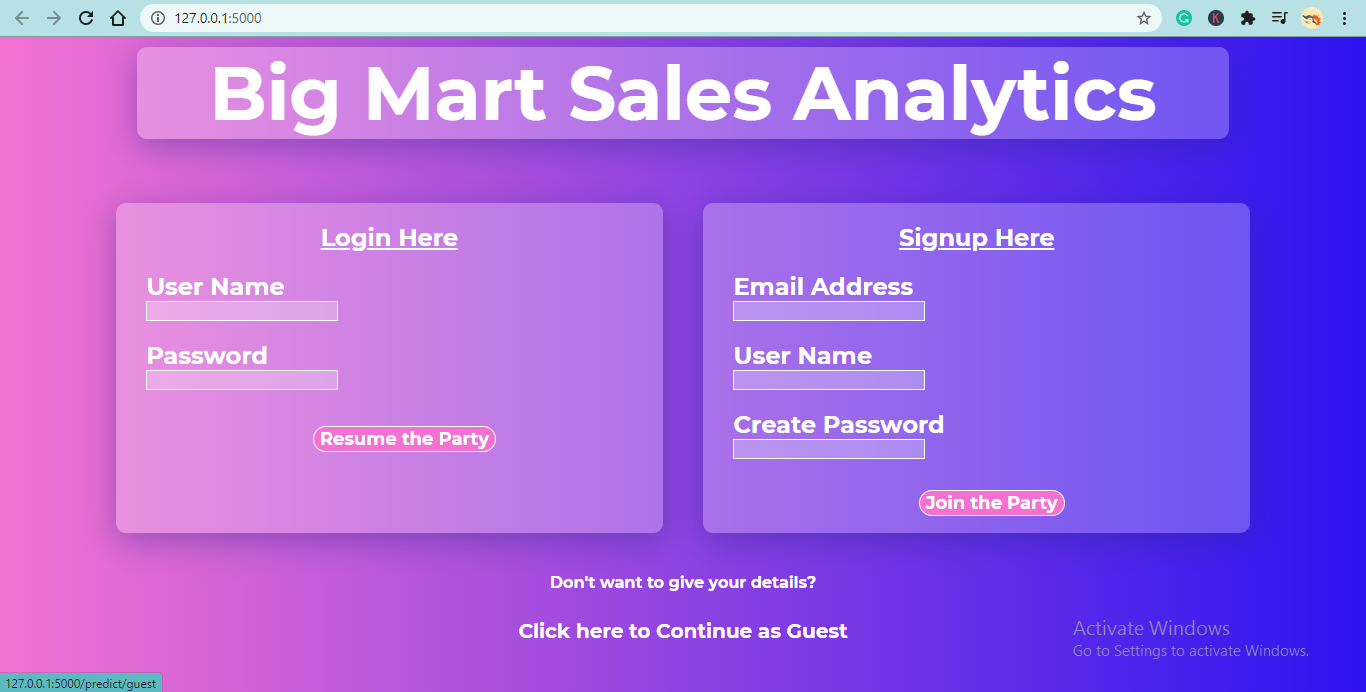 127.0.0.1:5000
Big Mart Sales Analytics
Login Here
User Name
Password
Resume the Party
Signup Here
Email Address
User Name
Create Password
Join the Party
Don't want to give your details?
Click here to Continue as Guest
Activate Windows
Go to Settings to activate Windows.
127.0.0.1:5000/predict/guest